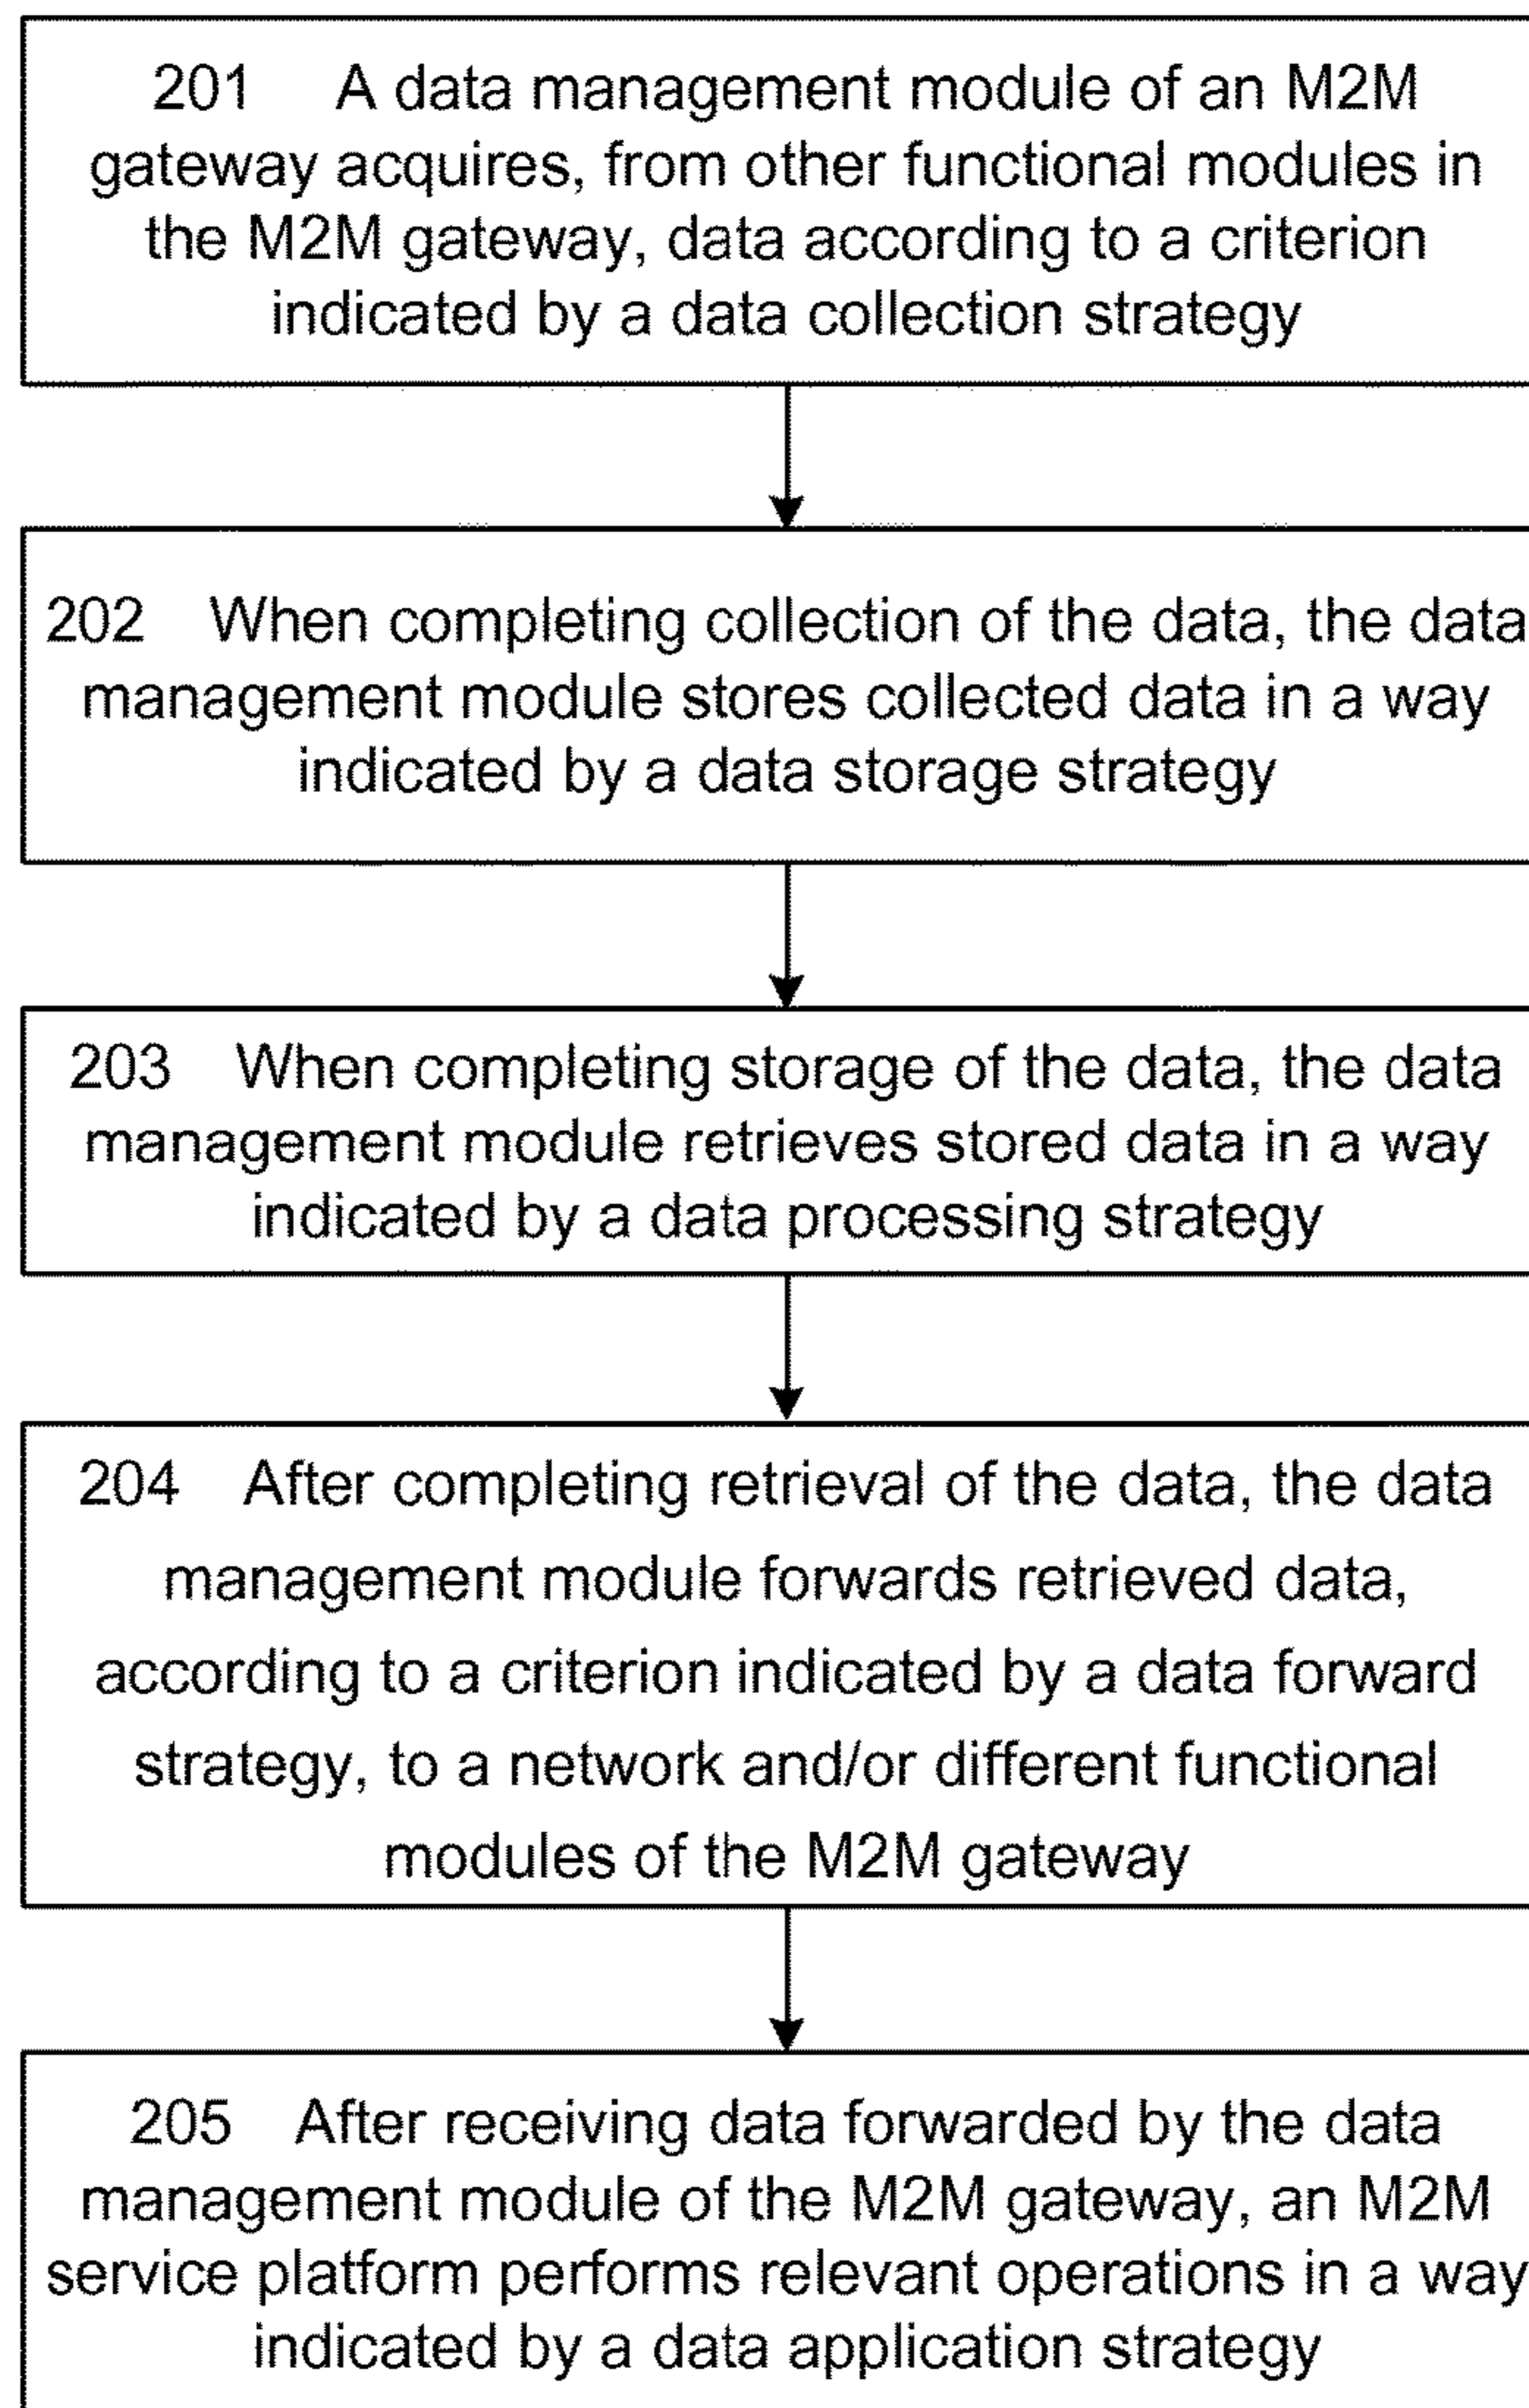 201 A data management module of an M2M
gateway acquires, from other functional modules in
the M2M gateway, data according to a criterion
indicated by a data collection strategy
202 When completing collection of the data, the data
management module stores collected data in a way
indicated by a data storage strategy
203 When completing storage of the data, the data
management module retrieves stored data in a way
indicated by a data processing strategy
204 After completing retrieval of the data, the data
management module forwards retrieved data,
according to a criterion indicated by a data forward
strategy, to a network and/or different functional
modules of the M2M gateway
205 After receiving data forwarded by the data
management module of the M2M gateway, an M2M
service platform performs relevant operations in a way
indicated by a data application strategy